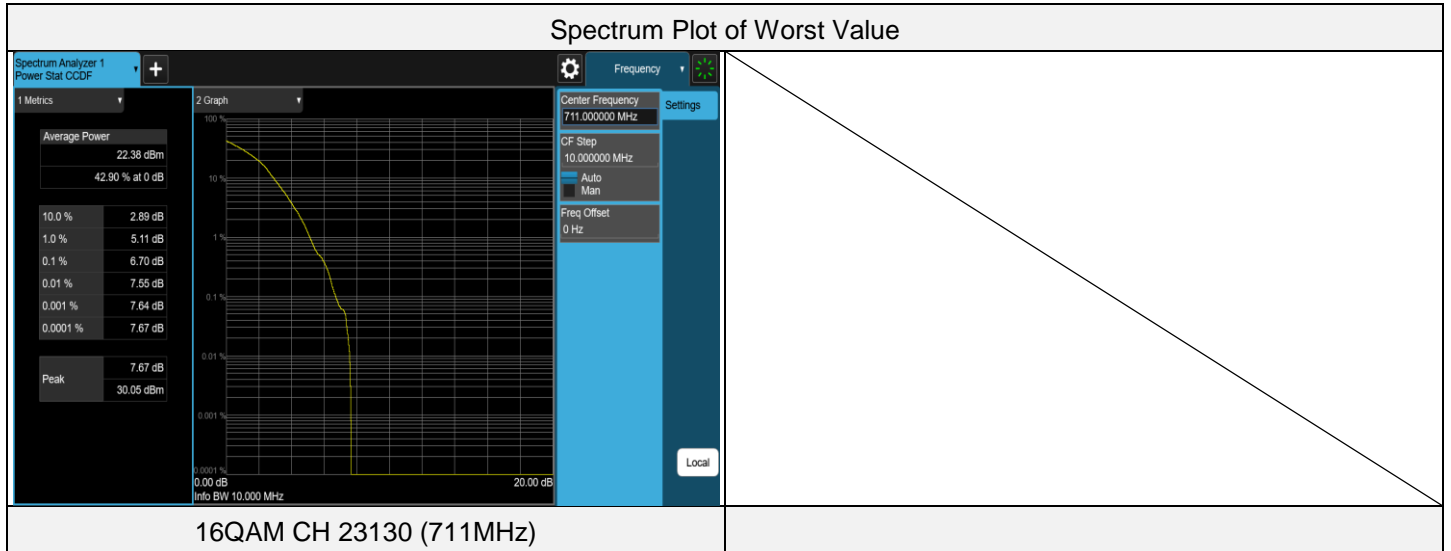 Spectrum Plot of Worst Value
Spectrum Analyzer 1
Power Stat CCDF
+
Frequency
1 Metrics
Average Power
22.38 dBm
42.90 % at 0 dB
10.0 % 2.89 dB
1.0 % 5.11 dB
0.1 % 6.70 dB
0.01 % 7.55 dB
0.001 % 7.64 dB
0.0001 % 7.67 dB
Peak
7.67 dB
30.05 dBm
2 Graph
100 %
10 %
1 %
0.1 %
0.01 %
0.001 %
0.0001 %
0.00 dB 20.00 dB
Info BW 10.000 MHz
Center Frequency
711.000000 MHz
CF Step
10.000000 MHz
Auto
Man
Freq Offset
0 Hz
Settings
Local
16QAM CH 23130 (711MHz)